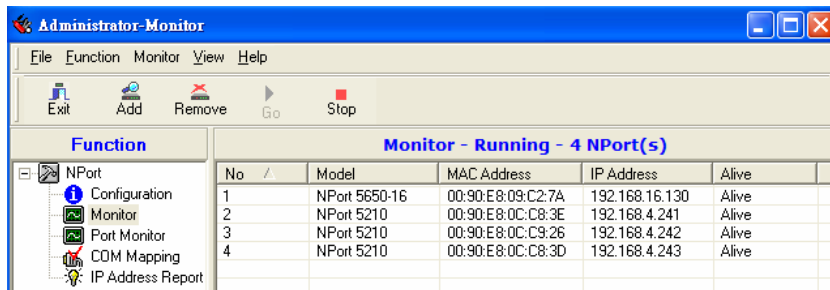 Administrator-Monitor
File Function Monitor View Help
Exit Add Remove Go Stop
Function
Monitor - Running - 4 NPort(s)
NPort
Configuration
Monitor
Port Monitor
COM Mapping
IP Address Report
No Model MAC Address IP Address Alive
1 NPort 5650-16 00:90:E8:09:C2:7A 192.168.16.130 Alive
2 NPort 5210 00:90:E8:0C:C8:3E 192.168.4.241 Alive
3 NPort 5210 00:90:E8:0C:C9:26 192.168.4.242 Alive
4 NPort 5210 00:90:E8:0C:C8:3D 192.168.4.243 Alive